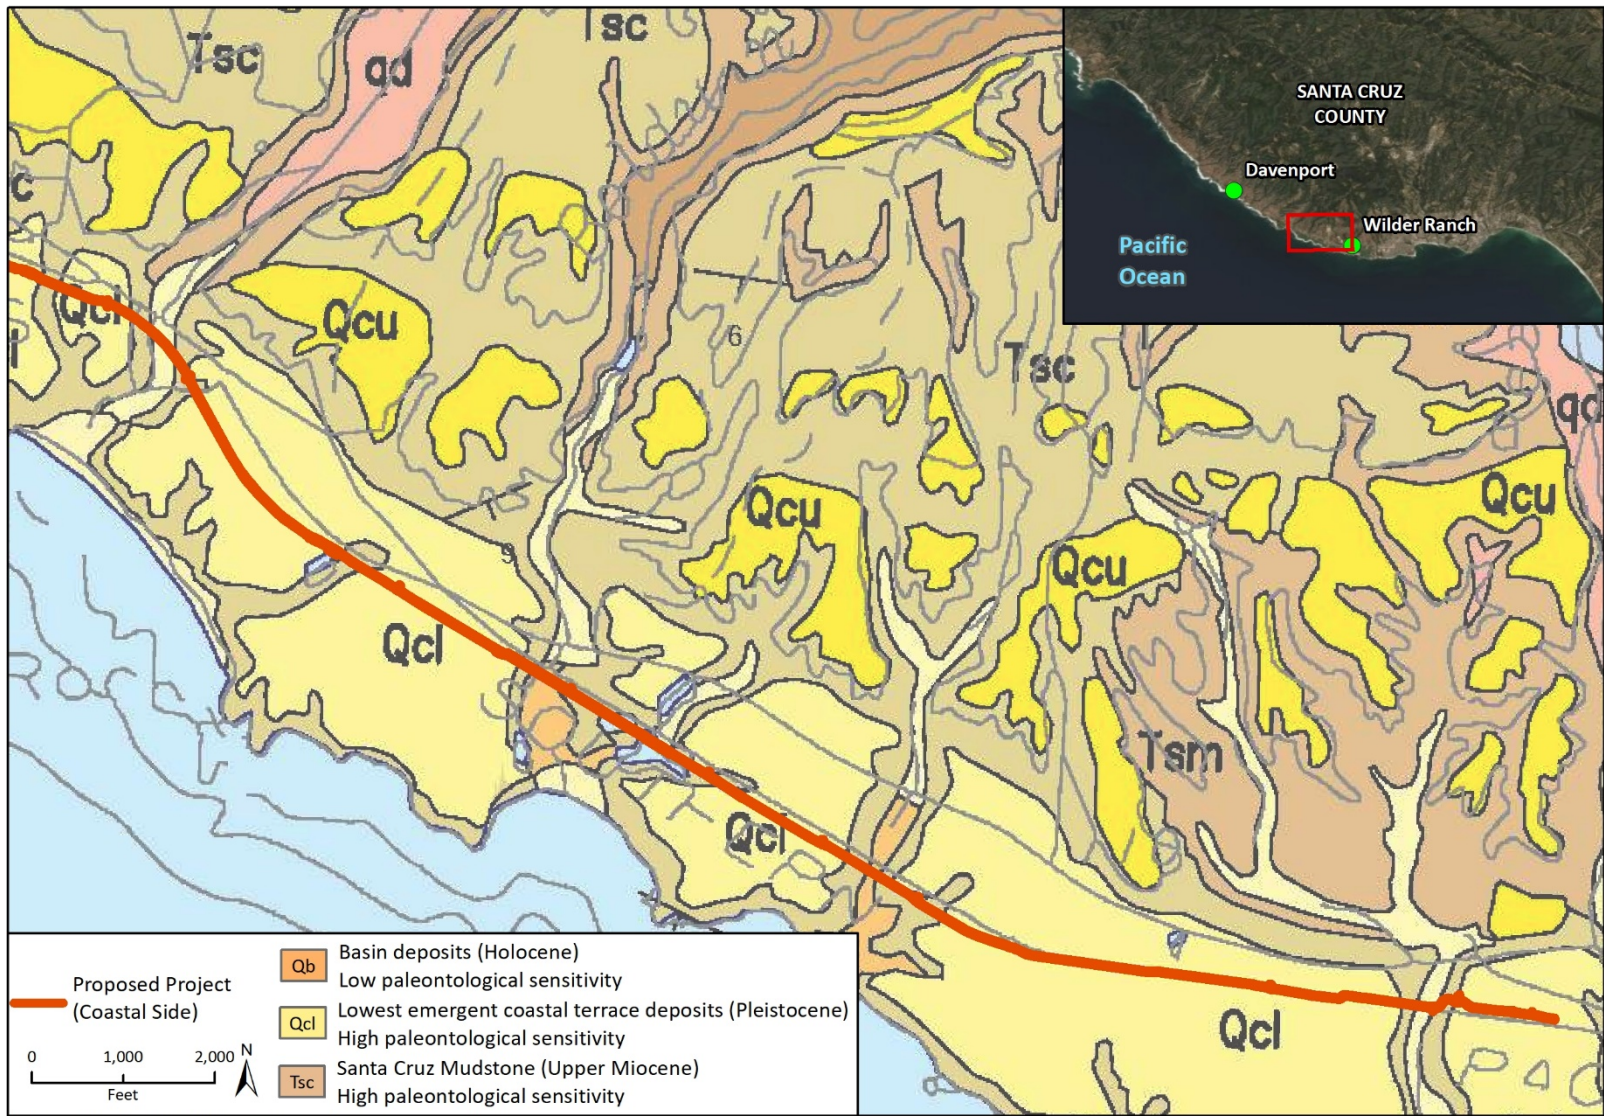 Tsc
qd
Tsc
SANTA CRUZ
COUNTY
Davenport
Wilder Ranch
Pacific
Ocean
c
Qcl
l
Qcu
6
Tsc
qd
Qcu
Qcu
Qcu
9
Qcl
Tsm
Qcl
Qcl
Proposed Project
(Coastal Side)
0 1,000 2,000
Feet
N
Qb
Basin deposits (Holocene)
Low paleontological sensitivity
Qcl
Lowest emergent coastal terrace deposits (Pleistocene)
High paleontological sensitivity
Tsc
Santa Cruz Mudstone (Upper Miocene)
High paleontological sensitivity